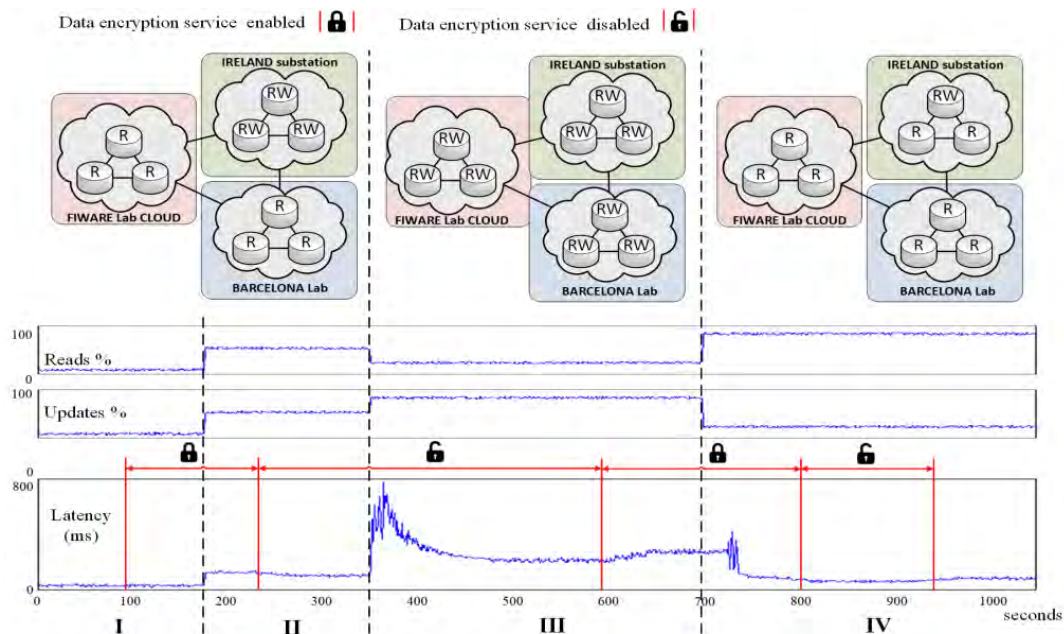 Data encryption service enabled
Data encryption service disabled
IRELAND substation
RW
RW RW
R
R R
FIWARE Lab CLOUD
R
R R
BARCELONA Lab
IRELAND substation
RW
RW RW
RW
RW RW
FIWARE Lab CLOUD
RW
RW RW
BARCELONA Lab
IRELAND substation
RW
R R
R
R R
FIWARE Lab CLOUD
R
R R
BARCELONA Lab
100
Reads %
0
100
Updates %
0
800
Latency
(ms)
0
0 100 200 300 400 500 600 700 800 900 1000
seconds
I II III IV